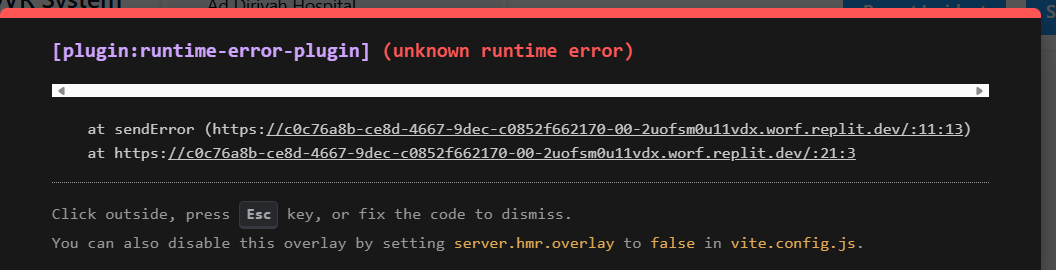 System
Ad Diriyah Hospital
[plugin:runtime-error-plugin] (unknown runtime error)
at sendError (https://c0c76a8b-ce8d-4667-9dec-c0852f662170-00-2uofsm0u11vdx.worf.replit.dev/:11:13)
at https://c0c76a8b-ce8d-4667-9dec-c0852f662170-00-2uofsm0u11vdx.worf.replit.dev/:21:3
Click outside, press Esc key, or fix the code to dismiss.
You can also disable this overlay by setting server.hmr.overlay to false in vite.config.js.